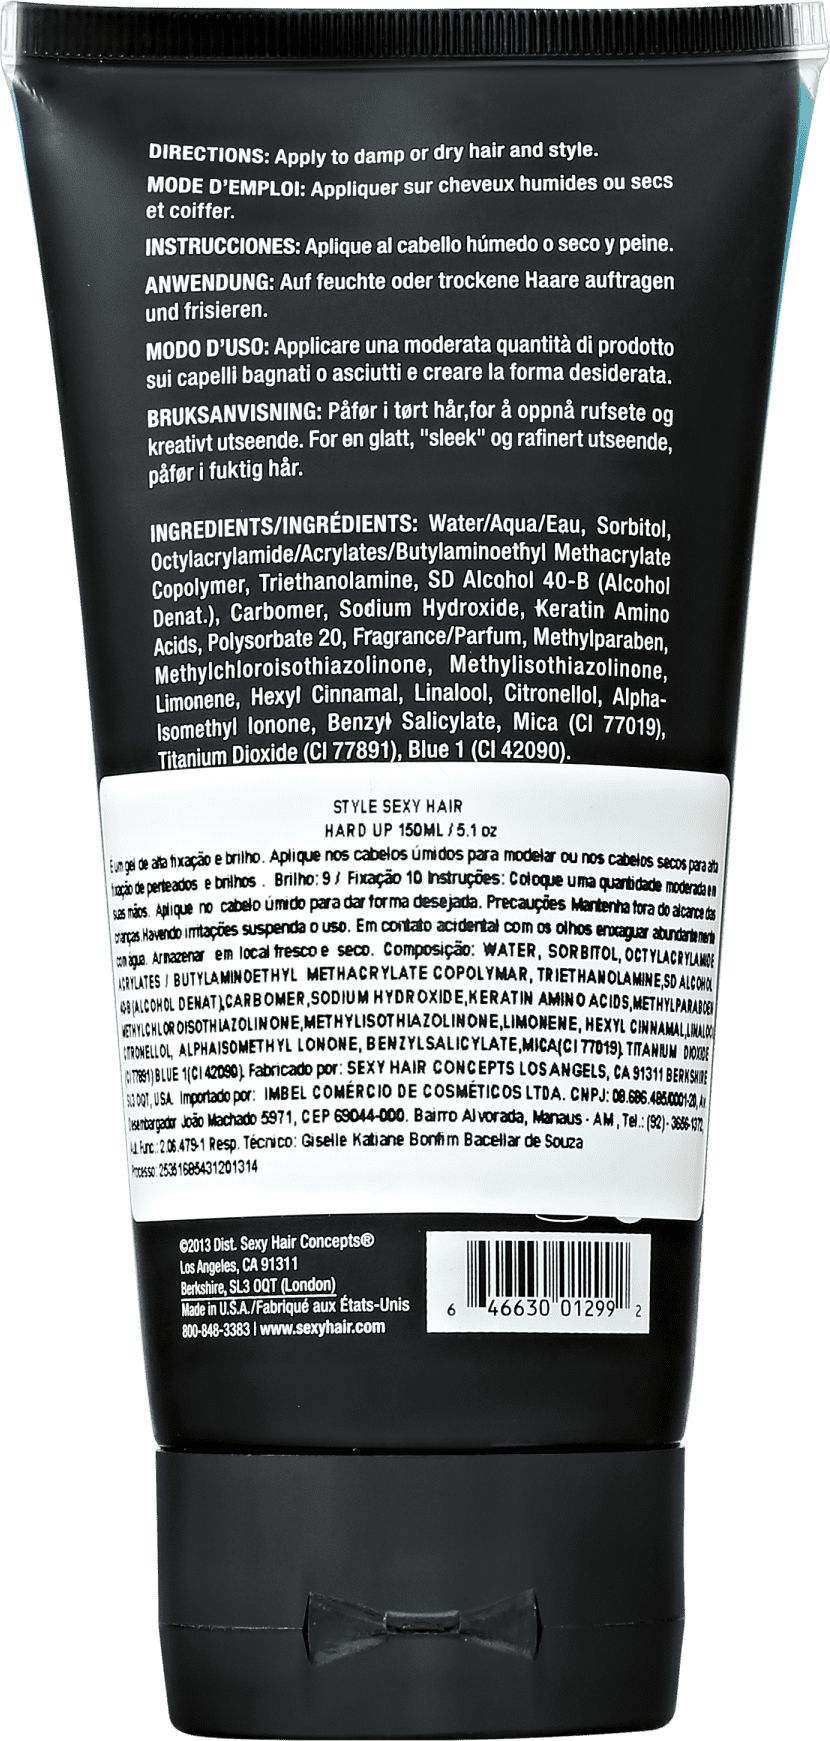 DIRECTIONS: Apply to damp or dry hair and style.
MODE D'EMPLOI: Appliquer sur cheveux humides ou secs
et coiffer.
INSTRUCCIONES: Aplique al cabello húmedo o seco y peine.
ANWENDUNG: Auf feuchte oder trockene Haare auftragen
und frisieren.
MODO D'USO: Applicare una moderata quantità di prodotto
sui capelli bagnati o asciutti e creare la forma desiderata.
BRUKSANVISNING: Påfør i tørt hår,for å oppnå rufsete og
kreativt utseende. For en glatt, "sleek" og rafinert utseende,
påfør i fuktig hår.
INGREDIENTS/INGRÉDIENTS: Water/Aqua/Eau, Sorbitol,
Octylacrylamide/Acrylates/Butylaminoethyl Methacrylate
Copolymer, Triethanolamine, SD Alcohol 40-B (Alcohol
Denat.), Carbomer, Sodium Hydroxide, Keratin Amino
Acids, Polysorbate 20, Fragrance/Parfum, Methylparaben,
Methylchloroisothiazolinone, Methylisothiazolinone,
Limonene, Hexyl Cinnamal, Linalool, Citronellol, Alpha-
Isomethyl Ionone, Benzyl Salicylate, Mica (CI 77019),
Titanium Dioxide (CI 77891), Blue 1 (CI 42090).
STYLE SEXY HAIR
HARD UP 150ML / 5.1 oz
É um gel de alta fixação e brilho. Aplique nos cabelos úmidos para modelar ou nos cabelos secos para alta
fixação de penteados e brilhos . Brilho: 9 / Fixação 10 Instruções: Coloque uma quantidade moderada em
suas mãos. Aplique no cabelo úmido para dar forma desejada. Precauções Mantenha fora do alcance das
crianças.Havendo irritações suspenda o uso. Em contato acidental com os olhos enxaguar abundantemente
com água. Armazenar em local fresco e seco. Composição: WATER, SORBITOL, OCTYLACRYLAMIDE
ACRYLATES / BUTYLAMINOETHYL METHACRYLATE COPOLYMAR, TRIETHANOLAMINE,SD ALCOHOL
40-B (ALCOHOL DENAT),CARBOMER,SODIUM HYDROXIDE,KERATIN AMINO ACIDS,METHYLPARABOEN
METHYLCHLOROISOTHIAZOLINONE,METHYLISOTHIAZOLINONE,LIMONENE, HEXYL CINNAMAL,LINALOOL
CITRONELLOL, ALPHAISOMETHYL LONONE, BENZYLSALICYLATE,MICA(CI 77019), TITANIUM DIOXIDE
(CI 77891) BLUE 1(CI 42090). Fabricado por: SEXY HAIR CONCEPTS LOS ANGELS, CA 91311 BERKSHIRE
SL3 OQT, USA. Importado por: IMBEL COMÉRCIO DE COSMÉTICOS LTDA. CNPJ: 08.686.485/0001-20, Av
Desembargador João Machado 5971, CEP 69044-000. Bairro Alvorada, Manaus - AM , Tel.: (92)- 3656-1372,
Aut. Func.: 2.06.479-1 Resp. Técnico: Giselle Katiane Bonfim Bacellar de Souza
Processo: 25351685431201314
©2013 Dist. Sexy Hair Concepts®
Los Angeles, CA 91311
Berkshire, SL3 OQT (London)
Made in U.S.A./Fabriqué aux États-Unis
800-848-3383 | www.sexyhair.com
6 46630 01299 2